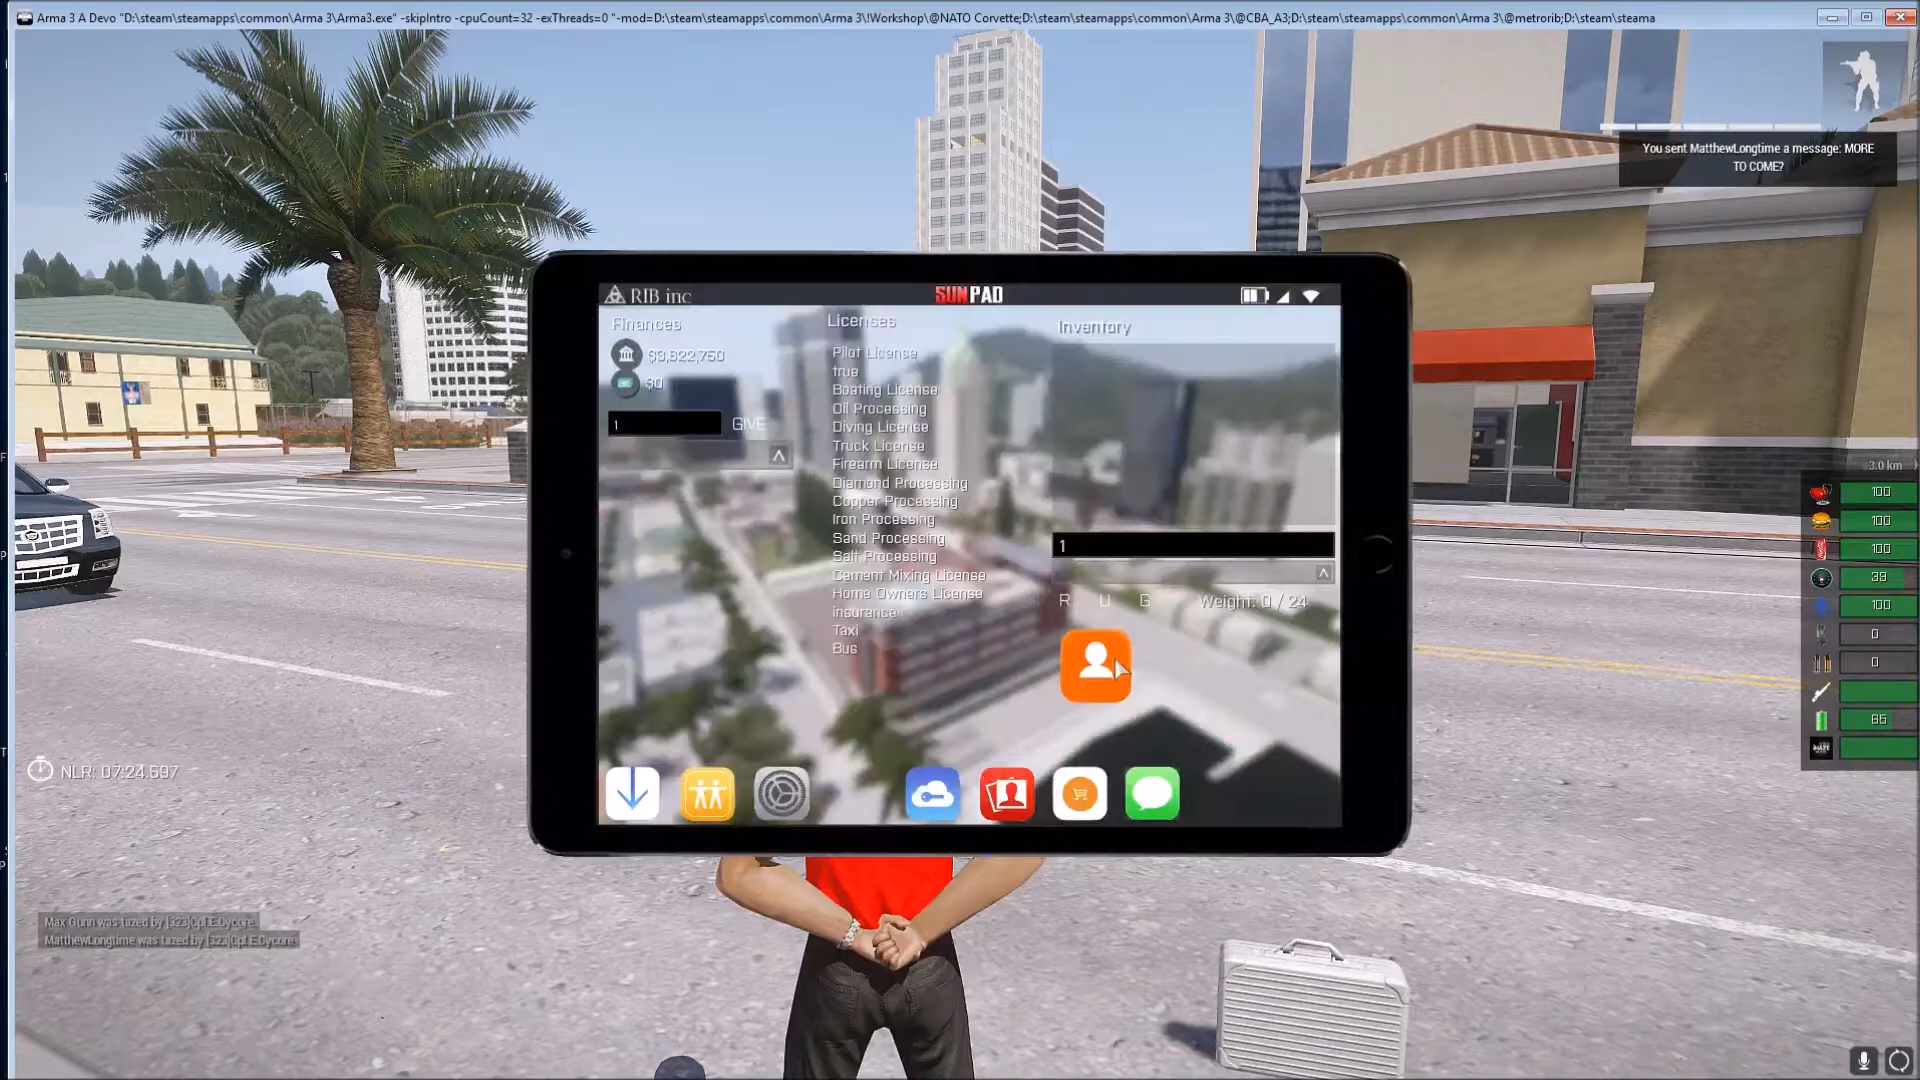 Arma 3 A Devo "D:\steam\steamapps\common\Arma 3\Arma3.exe" -skipIntro -cpuCount=32 -exThreads=0 "-mod=D:\steam\steamapps\common\Arma 3\!Workshop\@NATO Corvette;D:\steam\steamapps\common\Arma 3\@CBA_A3;D:\steam\steamapps\common\Arma 3\@metrorib;D:\steam\steama
You sent MatthewLongtime a message: MORE
TO COME?
RIB inc
SUNPAD
Finances
$3,822,750
$0
1
GIVE
Licenses
Pilot License
true
Boating License
Oil Processing
Diving License
Truck License
Firearm License
Diamond Processing
Copper Processing
Iron Processing
Sand Processing
Salt Processing
Cement Mixing License
Home Owners License
insurance
Taxi
Bus
Inventory
1
R U G
Weight: 0 / 24
3.0 km
100
100
100
39
100
0
0
85
NLR: 07:24.697
Max Gunn was tazed by [323]Cpl.E.Dycore
MatthewLongtime was tazed by [323]Cpl.E.Dycore